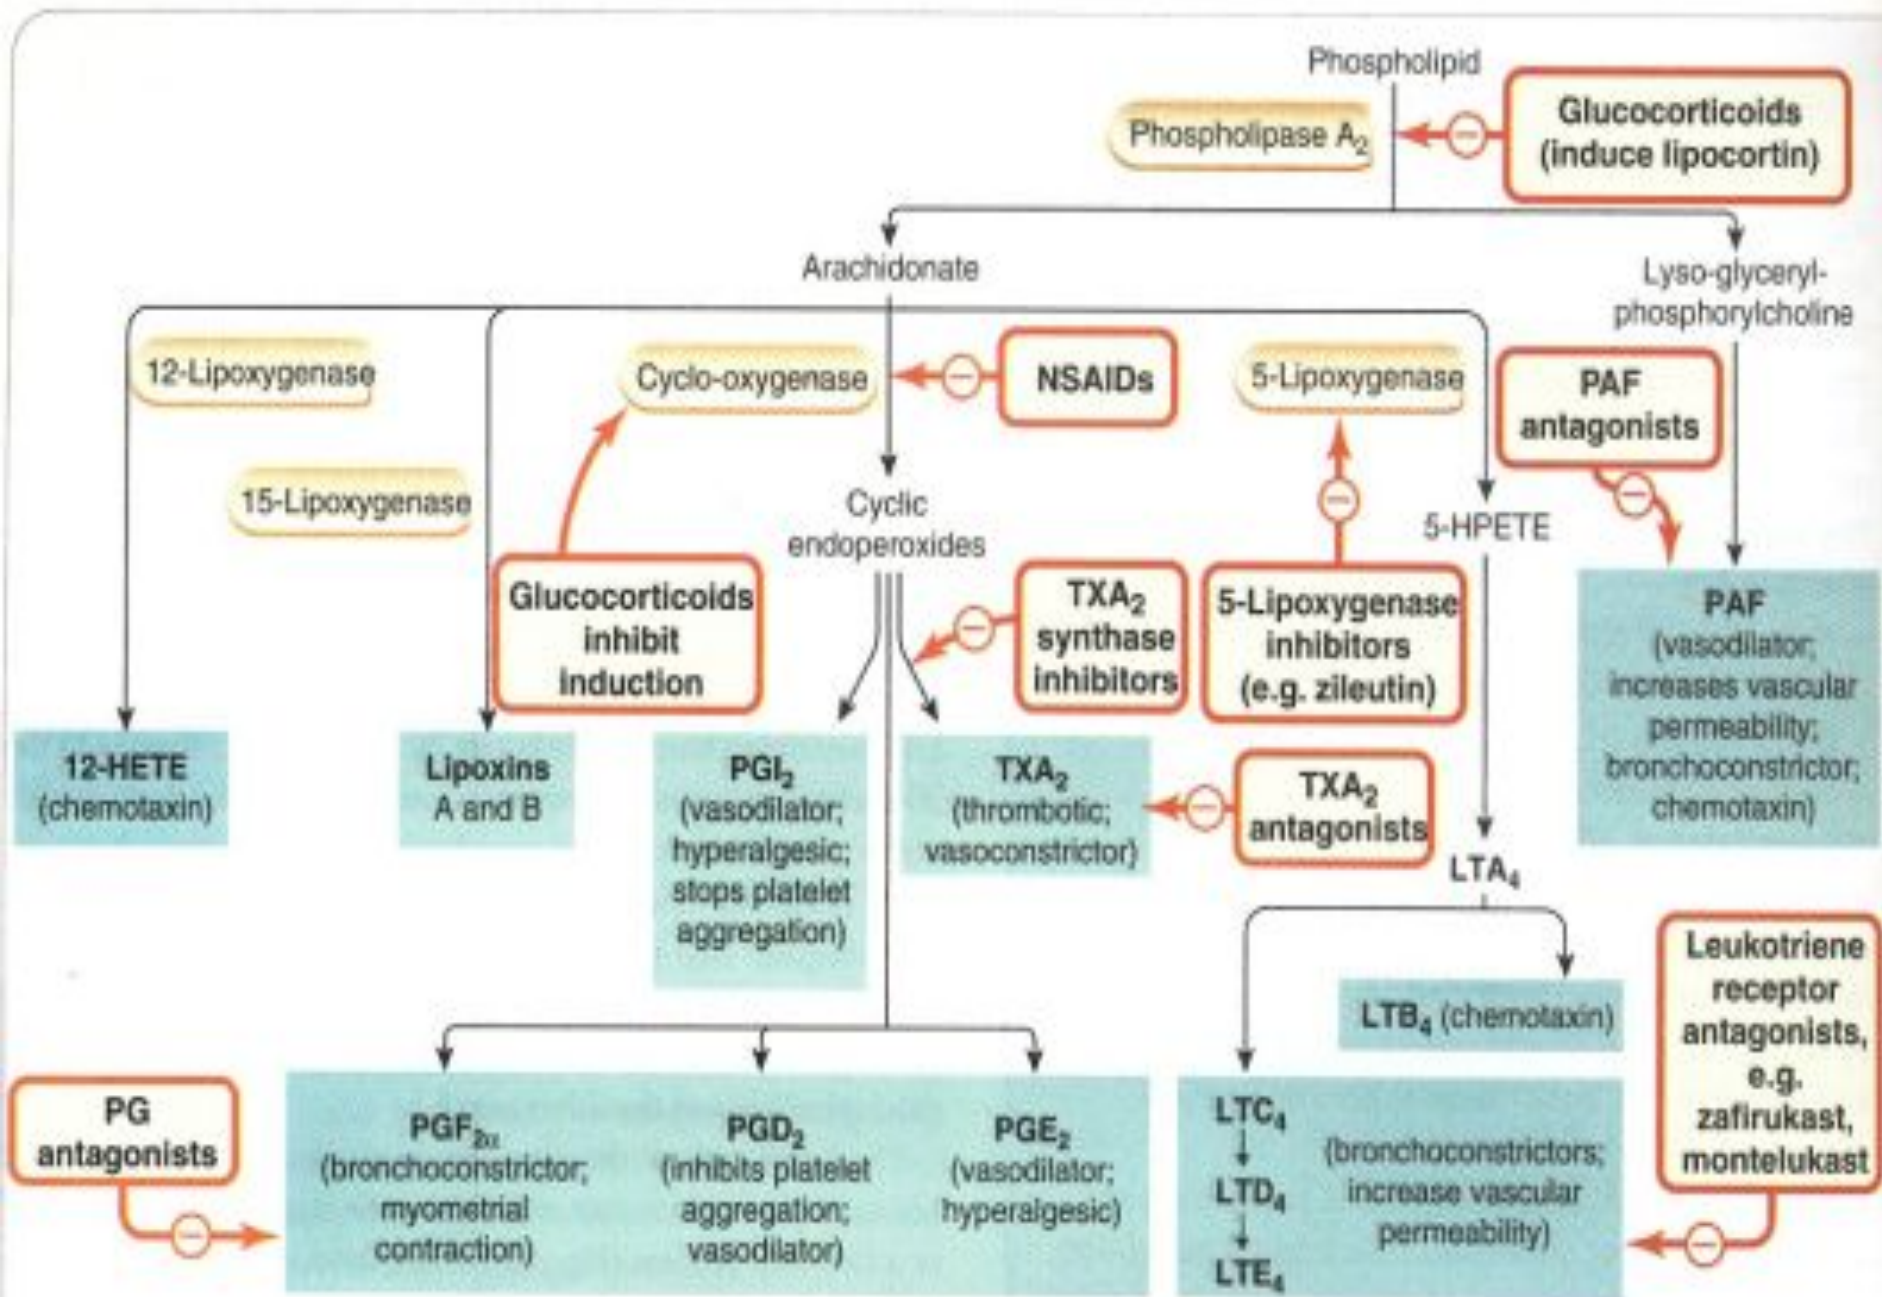 Phospholipid
Phospholipase A₂
Glucocorticoids
(induce lipocortin)
Arachidonate
Lyso-glyceryl-
phosphorylcholine
12-Lipoxygenase
Cyclo-oxygenase
NSAIDs
5-Lipoxygenase
PAF
antagonists
15-Lipoxygenase
Cyclic
endoperoxides
5-HPETE
Glucocorticoids
inhibit
induction
TXA₂
synthase
inhibitors
5-Lipoxygenase
inhibitors
(e.g. zileutin)
PAF
(vasodilator;
increases vascular
permeability;
bronchoconstrictor;
chemotaxin)
12-HETE
(chemotaxin)
Lipoxins
A and B
PGI₂
(vasodilator;
hyperalgesic;
stops platelet
aggregation)
TXA₂
(thrombotic;
vasoconstrictor)
TXA₂
antagonists
LTA₄
LTB₄ (chemotaxin)
Leukotriene
receptor
antagonists,
e.g.
zafirukast,
montelukast
PG
antagonists
PGF₂α
(bronchoconstrictor;
myometrial
contraction)
PGD₂
(inhibits platelet
aggregation;
vasodilator)
PGE₂
(vasodilator;
hyperalgesic)
LTC₄
LTD₄
LTE₄
(bronchoconstrictors;
increase vascular
permeability)